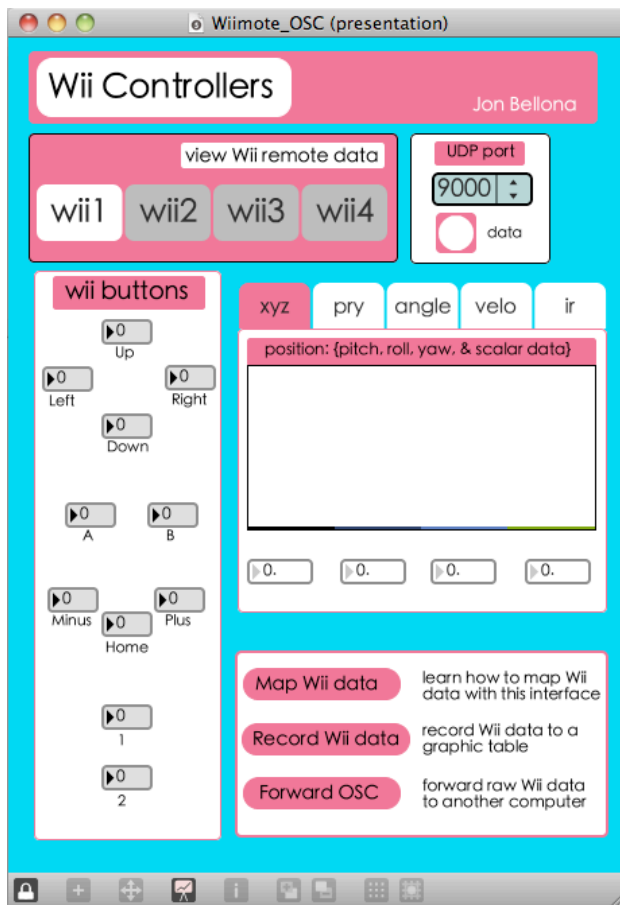 Wiimote_OSC (presentation)
Wii Controllers
Jon Bellona
view Wii remote data
wii1 wii2 wii3 wii4
UDP port
9000
data
wii buttons
0
Up
0 0
Left Right
0
Down
0 0
A B
0 0
Minus Plus
0
Home
0
1
0
2
xyz pry angle velo ir
position: {pitch, roll, yaw, & scalar data}
0. 0. 0. 0.
Map Wii data
learn how to map Wii
data with this interface
Record Wii data
record Wii data to a
graphic table
Forward OSC
forward raw Wii data
to another computer